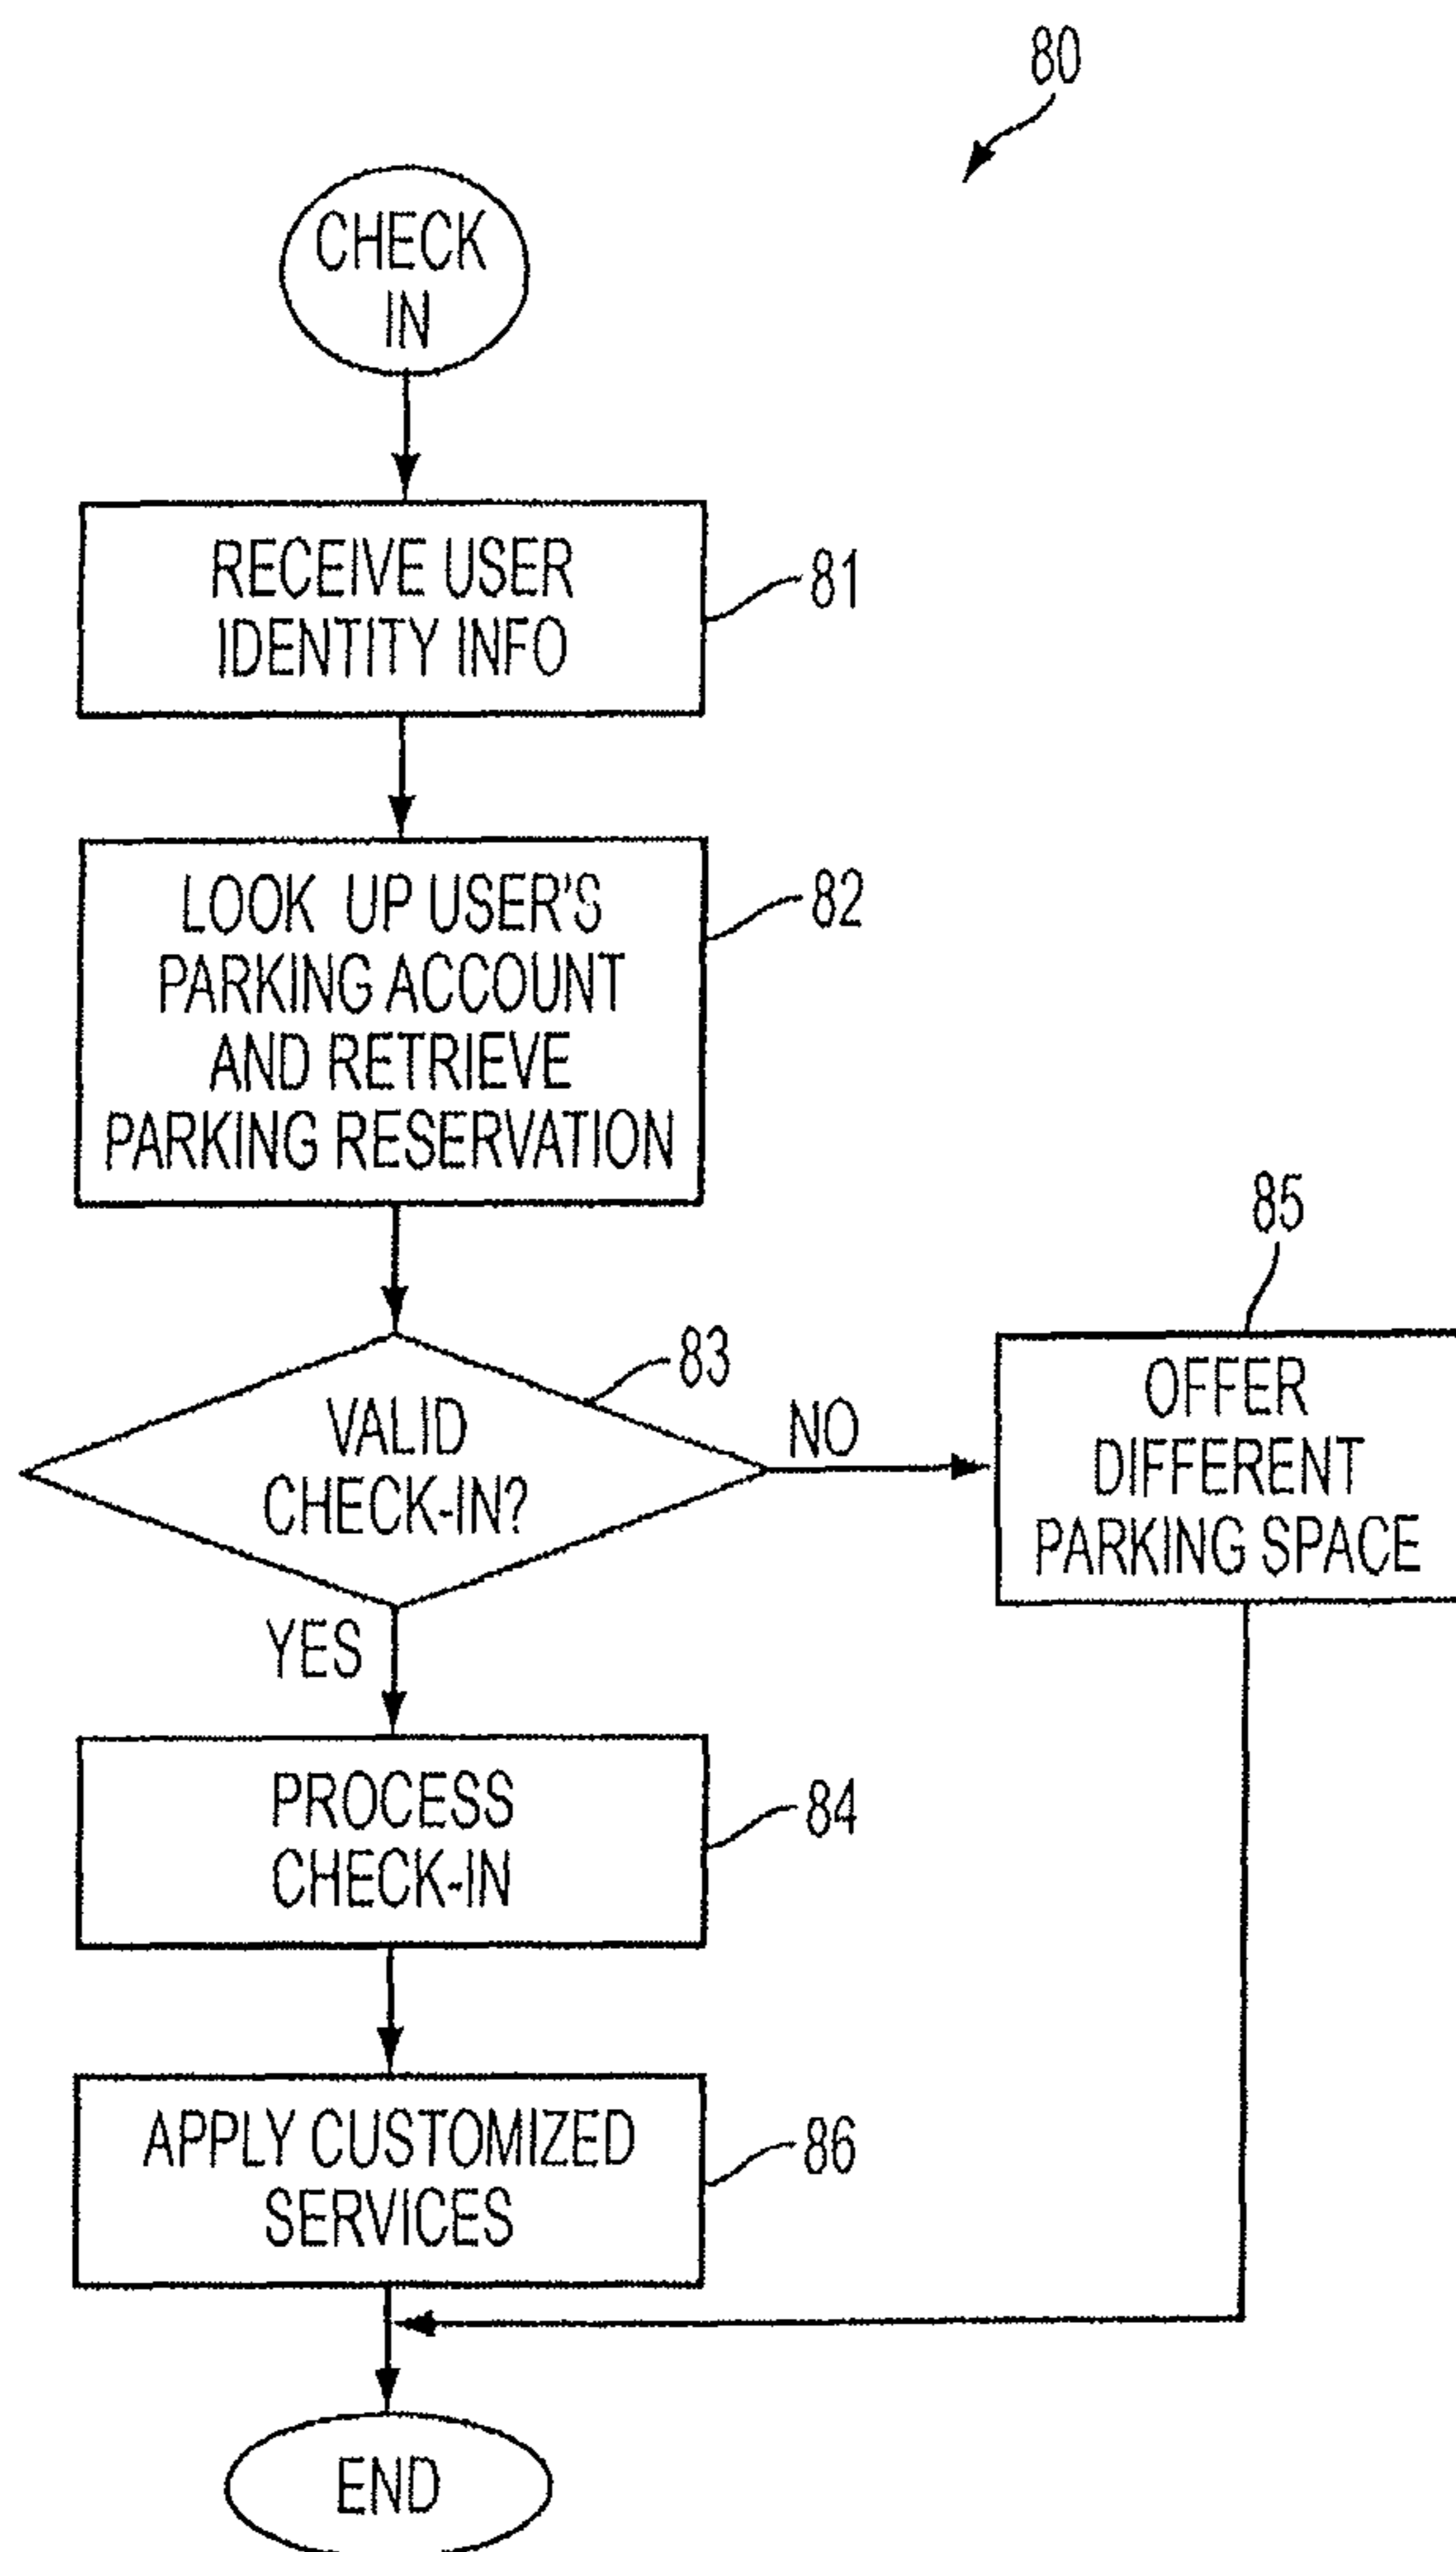 80
CHECK
IN
RECEIVE USER
IDENTITY INFO
81
LOOK UP USER'S
PARKING ACCOUNT
AND RETRIEVE
PARKING RESERVATION
82
VALID
CHECK-IN?
83
NO
85
OFFER
DIFFERENT
PARKING SPACE
YES
PROCESS
CHECK-IN
84
APPLY CUSTOMIZED
SERVICES
86
END